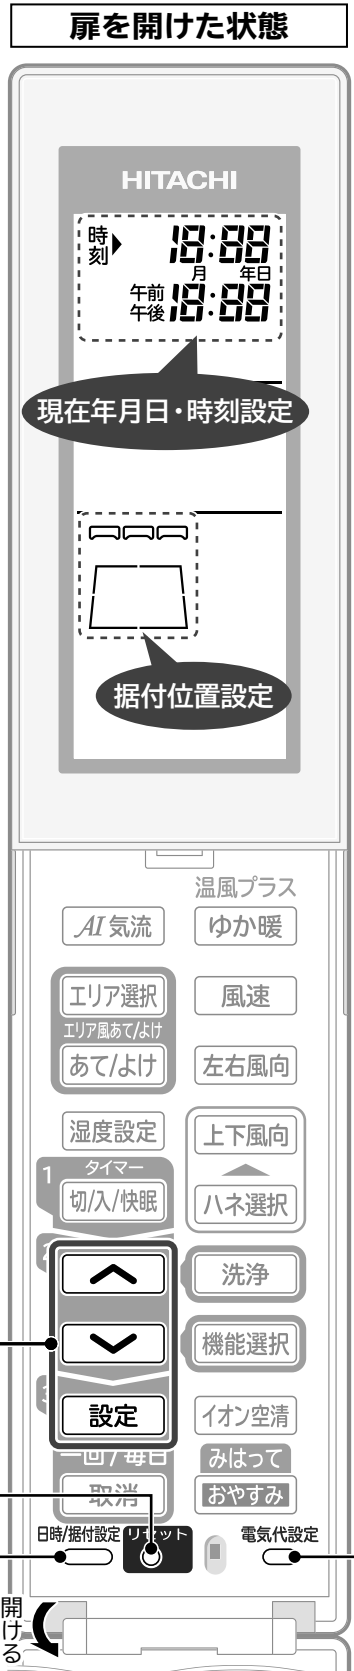 扉を開けた状態
HITACHI
時刻 18:88
月 年日
午前
午後 18:88
現在年月日・時刻設定
据付位置設定
温風プラス
AI 気流 ゆか暖
エリア選択 風速
エリア風あて/よけ
あて/よけ 左右風向
湿度設定 上下風向
1 タイマー
切/入/快眠 ハネ選択
洗浄
機能選択
設定 イオン空清
一回/毎日 みはって
取消 おやすみ
日時/据付設定 リセット 電気代設定
開ける